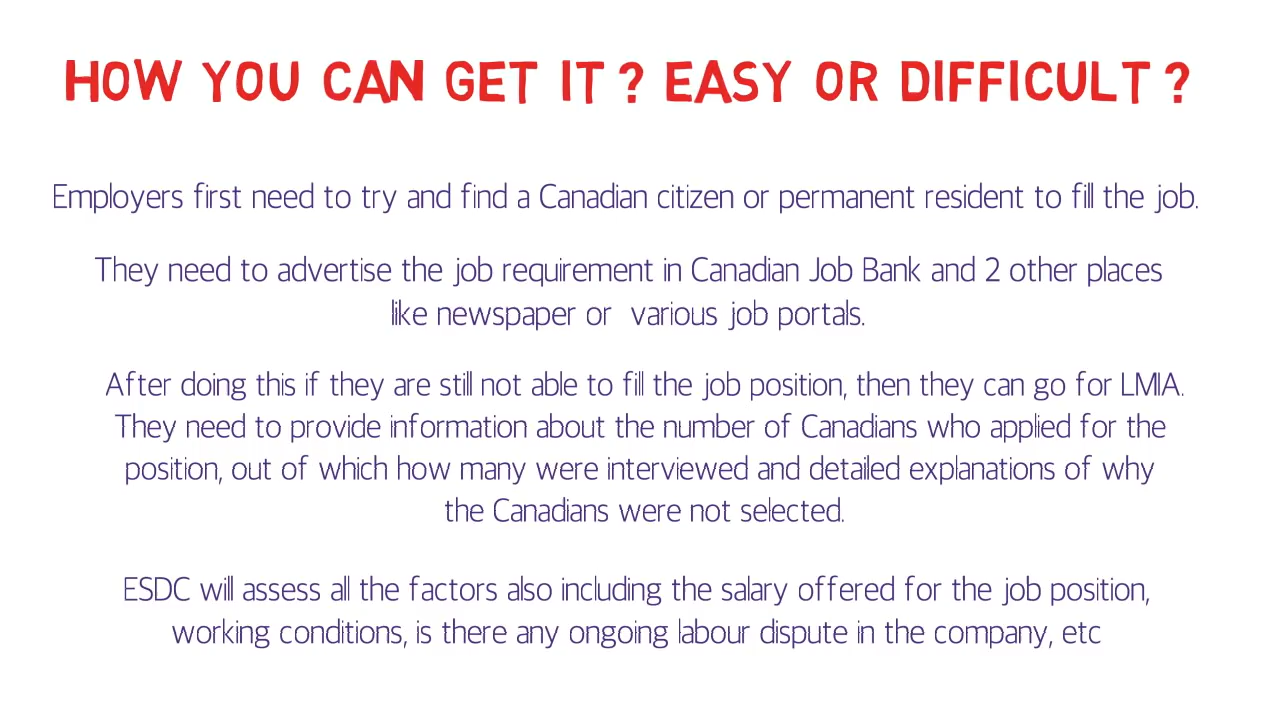 HOW YOU CAN GET IT ? EASY OR DIFFICULT ?
Employers first need to try and find a Canadian citizen or permanent resident to fill the job.
They need to advertise the job requirement in Canadian Job Bank and 2 other places
like newspaper or various job portals.
After doing this if they are still not able to fill the job position, then they can go for LMIA.
They need to provide information about the number of Canadians who applied for the
position, out of which how many were interviewed and detailed explanations of why
the Canadians were not selected.
ESDC will assess all the factors also including the salary offered for the job position,
working conditions, is there any ongoing labour dispute in the company, etc